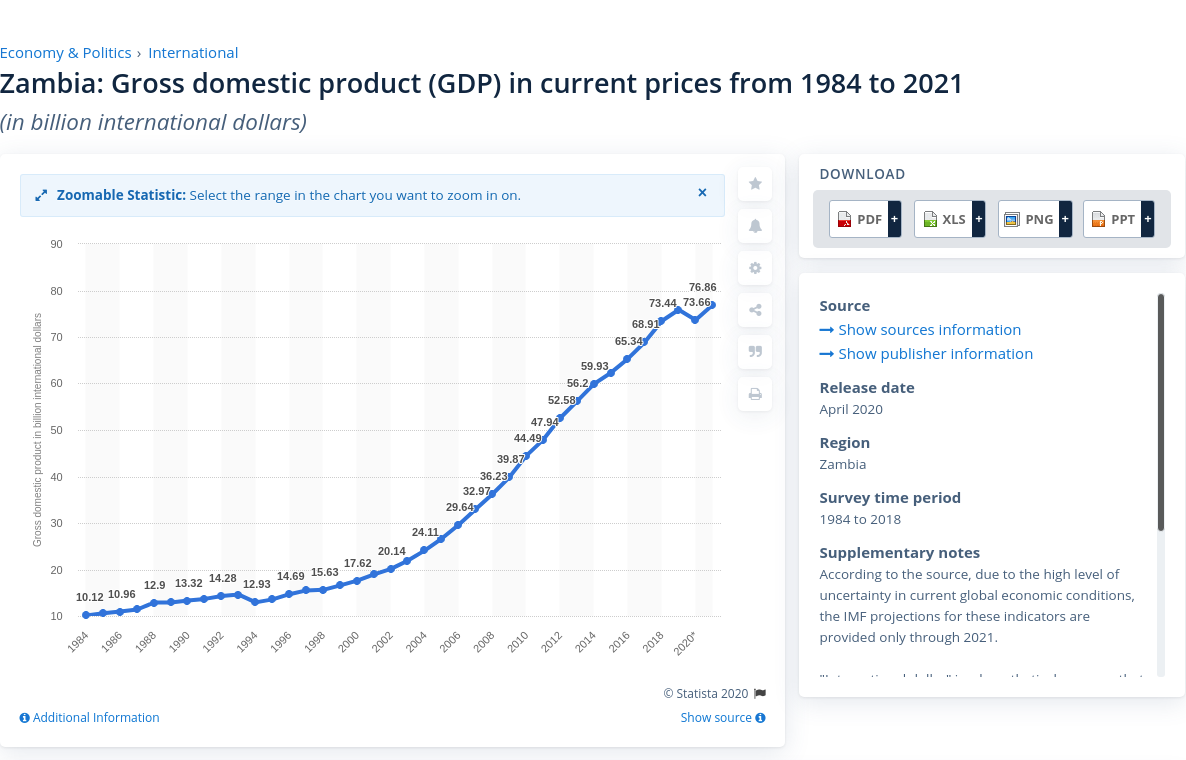 Economy & Politics › International
Zambia: Gross domestic product (GDP) in current prices from 1984 to 2021
(in billion international dollars)
Zoomable Statistic: Select the range in the chart you want to zoom in on. ×
Gross domestic product in billion international dollars
90
80
70
60
50
40
30
20
10
10.12 10.96 12.9 13.32 14.28 12.93 14.69 15.63 17.62 20.14 24.11 29.64 32.97 36.23 39.87 44.49 47.94 52.58 56.2 59.93 65.34 68.91 73.44 73.66 76.86
1984 1986 1988 1990 1992 1994 1996 1998 2000 2002 2004 2006 2008 2010 2012 2014 2016 2018 2020*
© Statista 2020
Additional Information
Show source
DOWNLOAD
PDF + XLS + PNG + PPT +
Source
Show sources information
Show publisher information
Release date
April 2020
Region
Zambia
Survey time period
1984 to 2018
Supplementary notes
According to the source, due to the high level of
uncertainty in current global economic conditions,
the IMF projections for these indicators are
provided only through 2021.